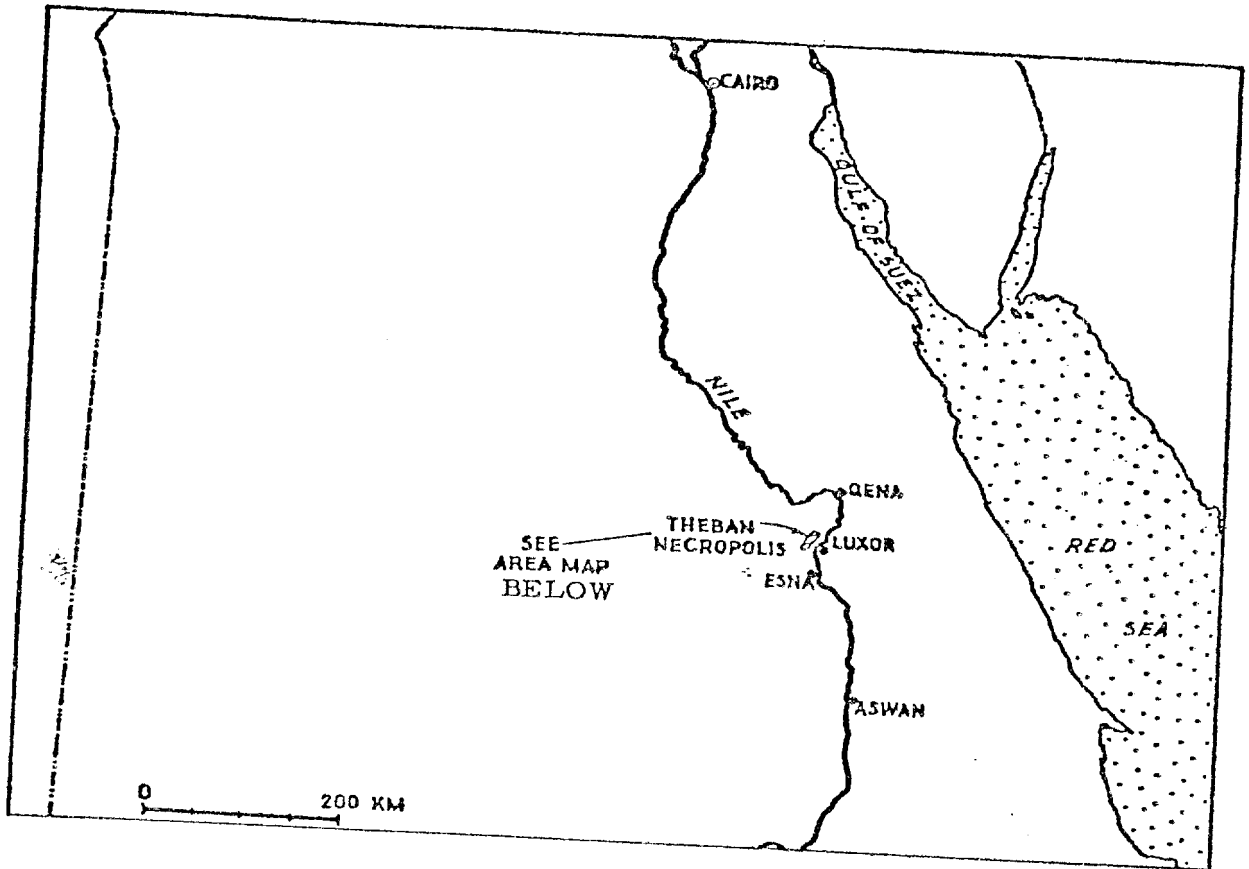 CAIRO
GULF OF SUEZ
NILE
QENA
THEBAN
NECROPOLIS
LUXOR
SEE
AREA MAP
BELOW
ESNA
RED
SEA
ASWAN
0
200 KM